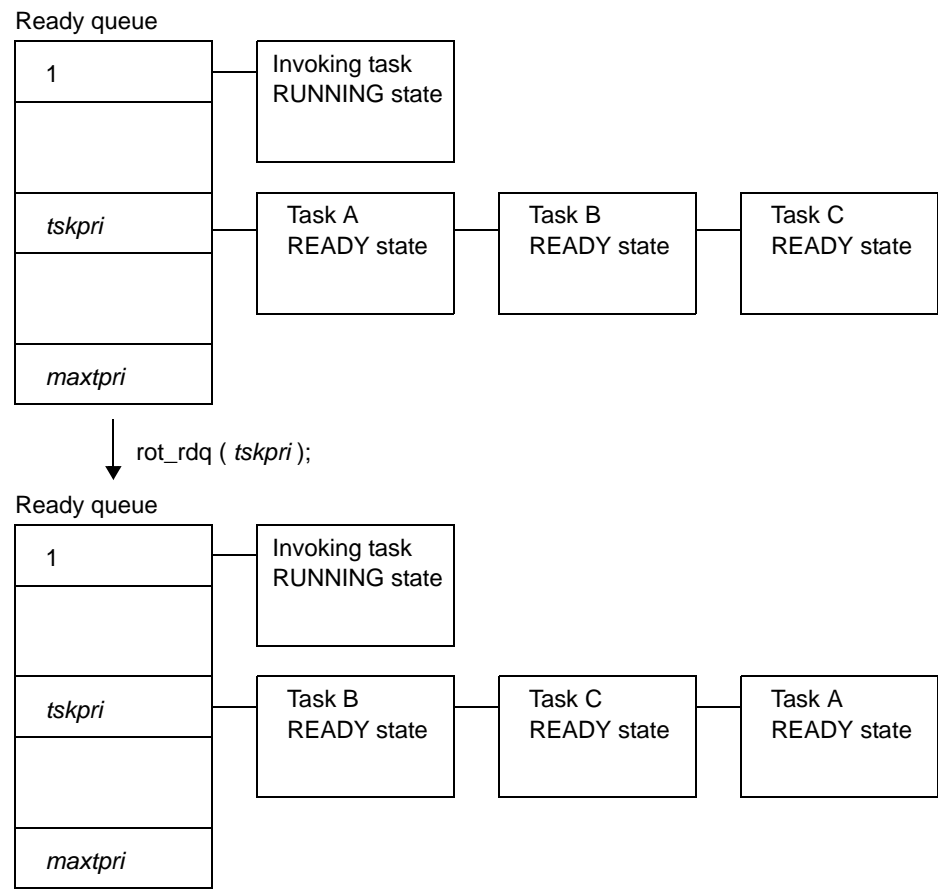 Ready queue
1
Invoking task
RUNNING state
tskpri
Task A
READY state
Task B
READY state
Task C
READY state
maxtpri
rot_rdq ( tskpri );
Ready queue
1
Invoking task
RUNNING state
tskpri
Task B
READY state
Task C
READY state
Task A
READY state
maxtpri